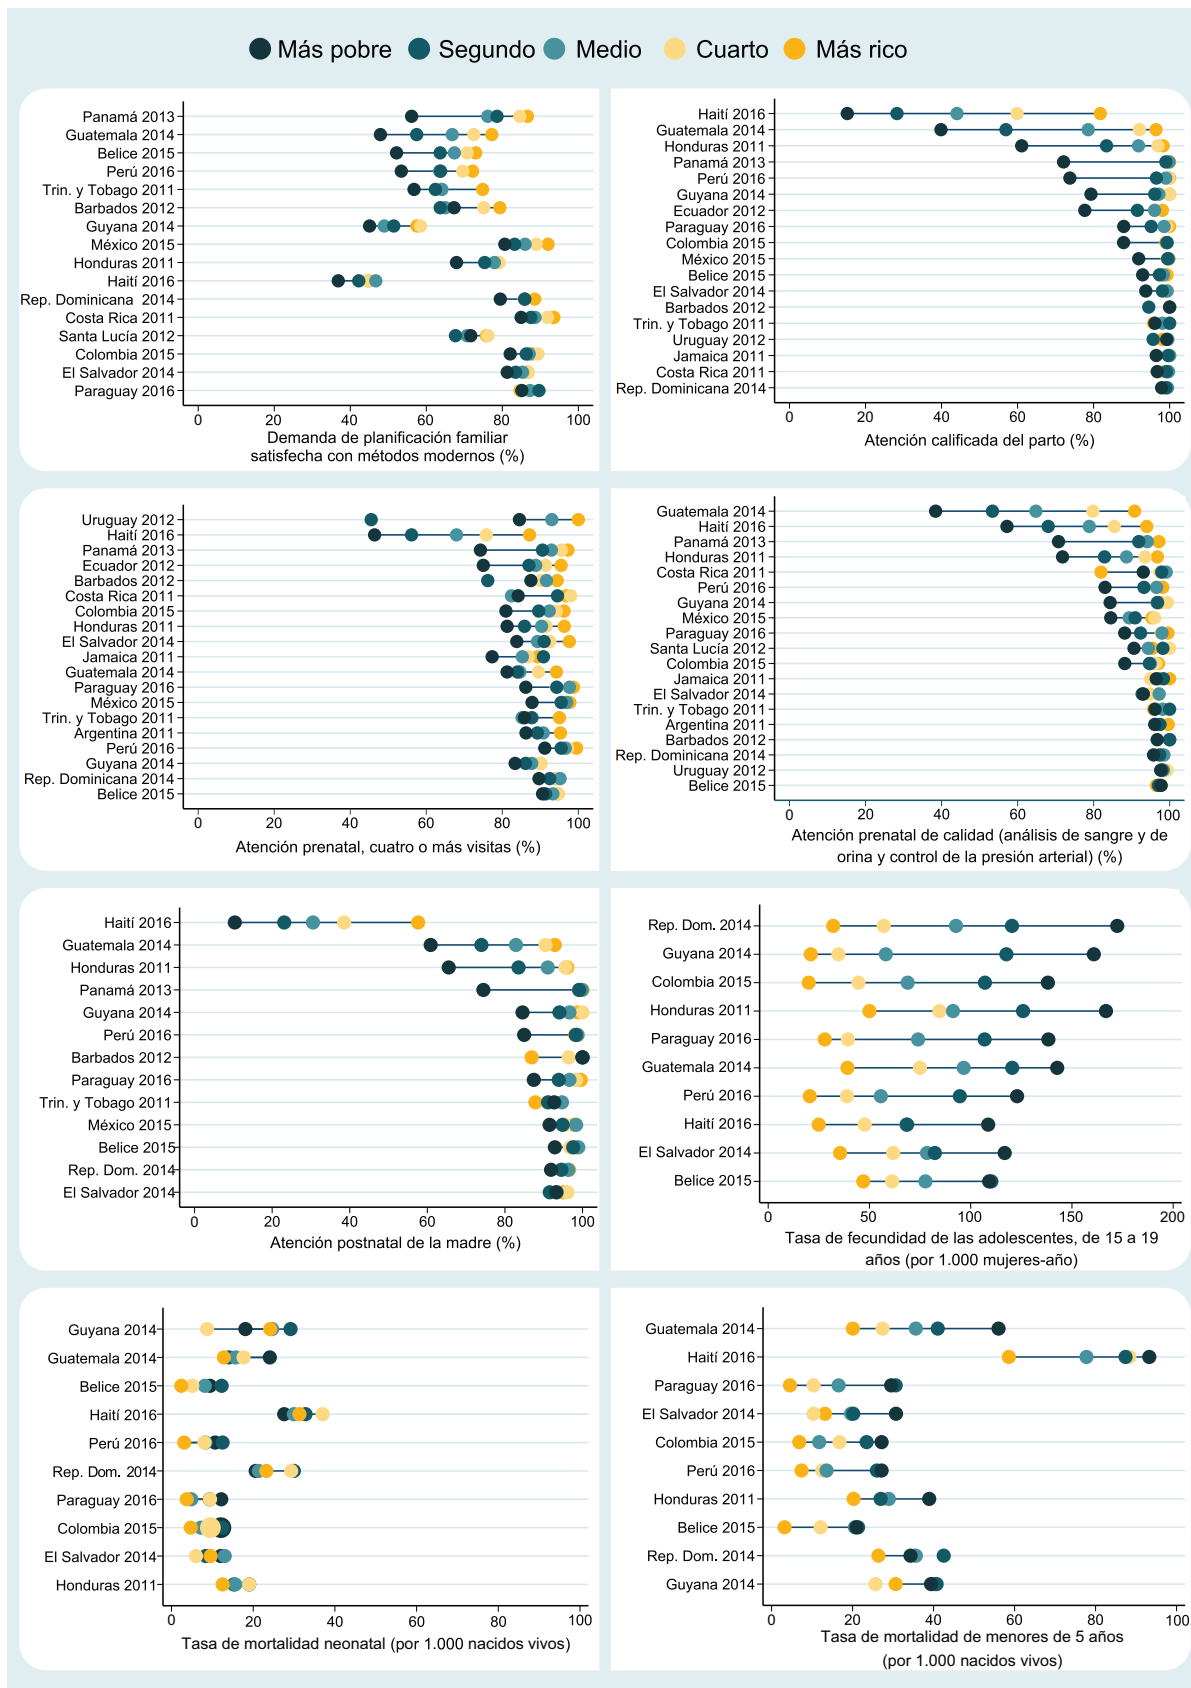 Más pobre Segundo Medio Cuarto Más rico
Panamá 2013
Guatemala 2014
Belice 2015
Perú 2016
Trin. y Tobago 2011
Barbados 2012
Guyana 2014
México 2015
Honduras 2011
Haití 2016
Rep. Dominicana 2014
Costa Rica 2011
Santa Lucía 2012
Colombia 2015
El Salvador 2014
Paraguay 2016
0 20 40 60 80 100
Demanda de planificación familiar
satisfecha con métodos modernos (%)
Haití 2016
Guatemala 2014
Honduras 2011
Panamá 2013
Perú 2016
Guyana 2014
Ecuador 2012
Paraguay 2016
Colombia 2015
México 2015
Belice 2015
El Salvador 2014
Barbados 2012
Trin. y Tobago 2011
Uruguay 2012
Jamaica 2011
Costa Rica 2011
Rep. Dominicana 2014
0 20 40 60 80 100
Atención calificada del parto (%)
Uruguay 2012
Haití 2016
Panamá 2013
Ecuador 2012
Barbados 2012
Costa Rica 2011
Colombia 2015
Honduras 2011
El Salvador 2014
Jamaica 2011
Guatemala 2014
Paraguay 2016
México 2015
Trin. y Tobago 2011
Argentina 2011
Perú 2016
Guyana 2014
Rep. Dominicana 2014
Belice 2015
0 20 40 60 80 100
Atención prenatal, cuatro o más visitas (%)
Guatemala 2014
Haití 2016
Panamá 2013
Honduras 2011
Costa Rica 2011
Perú 2016
Guyana 2014
México 2015
Paraguay 2016
Santa Lucía 2012
Colombia 2015
Jamaica 2011
El Salvador 2014
Trin. y Tobago 2011
Argentina 2011
Barbados 2012
Rep. Dominicana 2014
Uruguay 2012
Belice 2015
0 20 40 60 80 100
Atención prenatal de calidad (análisis de sangre y de
orina y control de la presión arterial) (%)
Haití 2016
Guatemala 2014
Honduras 2011
Panamá 2013
Guyana 2014
Perú 2016
Barbados 2012
Paraguay 2016
Trin. y Tobago 2011
México 2015
Belice 2015
Rep. Dom. 2014
El Salvador 2014
0 20 40 60 80 100
Atención postnatal de la madre (%)
Rep. Dom. 2014
Guyana 2014
Colombia 2015
Honduras 2011
Paraguay 2016
Guatemala 2014
Perú 2016
Haití 2016
El Salvador 2014
Belice 2015
0 50 100 150 200
Tasa de fecundidad de las adolescentes, de 15 a 19
años (por 1.000 mujeres-año)
Guyana 2014
Guatemala 2014
Belice 2015
Haití 2016
Perú 2016
Rep. Dom. 2014
Paraguay 2016
Colombia 2015
El Salvador 2014
Honduras 2011
0 20 40 60 80 100
Tasa de mortalidad neonatal (por 1.000 nacidos vivos)
Guatemala 2014
Haití 2016
Paraguay 2016
El Salvador 2014
Colombia 2015
Perú 2016
Honduras 2011
Belice 2015
Rep. Dom. 2014
Guyana 2014
0 20 40 60 80 100
Tasa de mortalidad de menores de 5 años
(por 1.000 nacidos vivos)